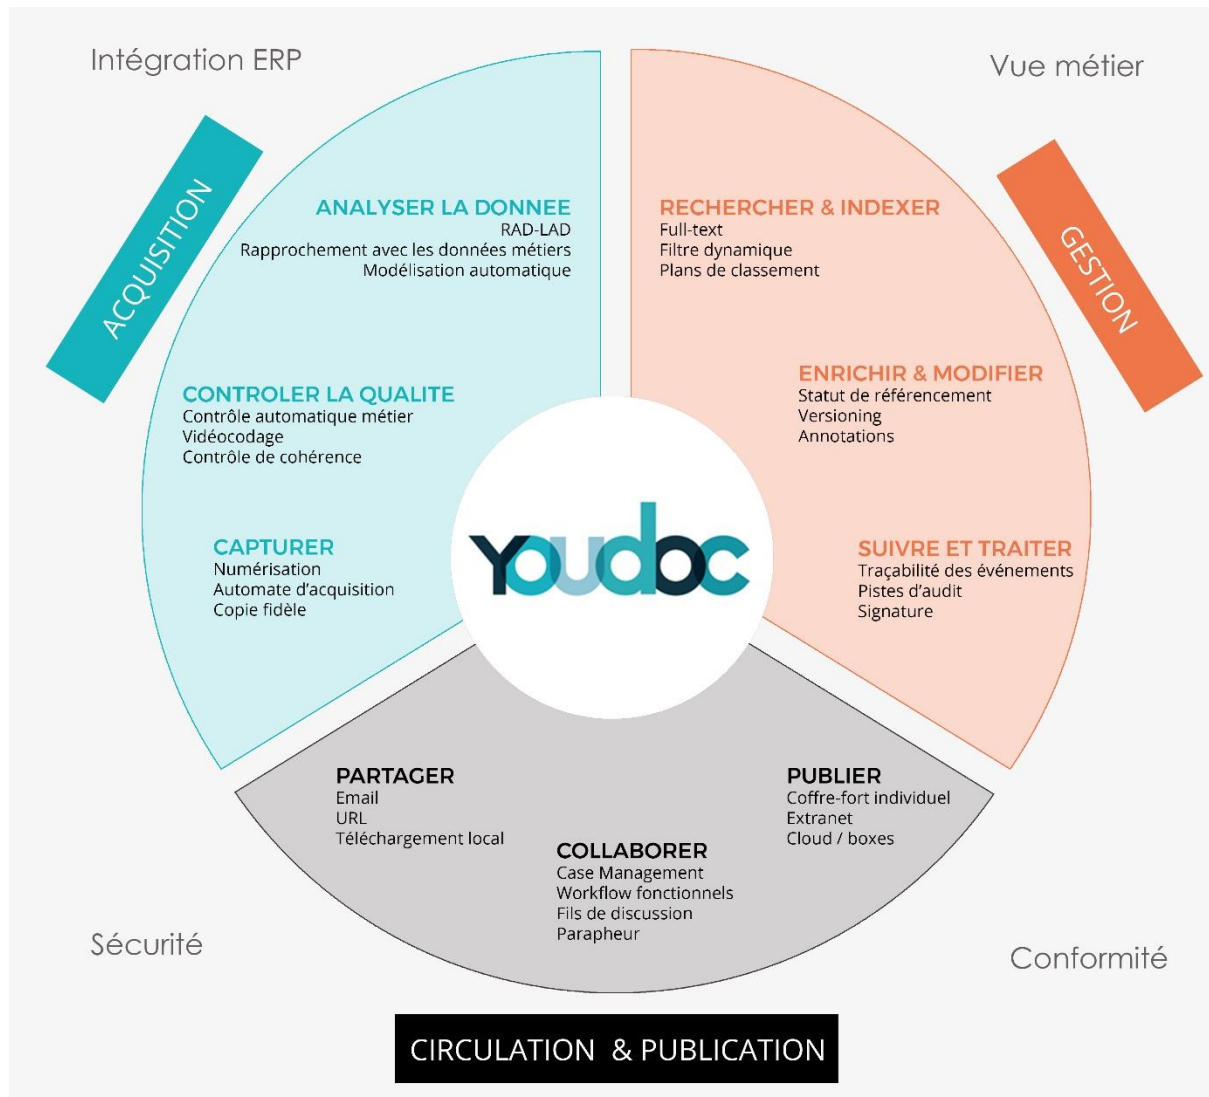 Intégration ERP
Vue métier
ACQUISITION
GESTION
ANALYSER LA DONNEE
RAD-LAD
Rapprochement avec les données métiers
Modélisation automatique
RECHERCHER & INDEXER
Full-text
Filtre dynamique
Plans de classement
CONTROLER LA QUALITE
Contrôle automatique métier
Vidéocodage
Contrôle de cohérence
ENRICHIR & MODIFIER
Statut de référencement
Versioning
Annotations
CAPTURER
Numérisation
Automate d’acquisition
Copie fidèle
Youdoc
SUIVRE ET TRAITER
Traçabilité des événements
Pistes d’audit
Signature
PARTAGER
Email
URL
Téléchargement local
COLLABORER
Case Management
Workflow fonctionnels
Fils de discussion
Parapheur
PUBLIER
Coffre-fort individuel
Extranet
Cloud / boxes
Sécurité
Conformité
CIRCULATION & PUBLICATION